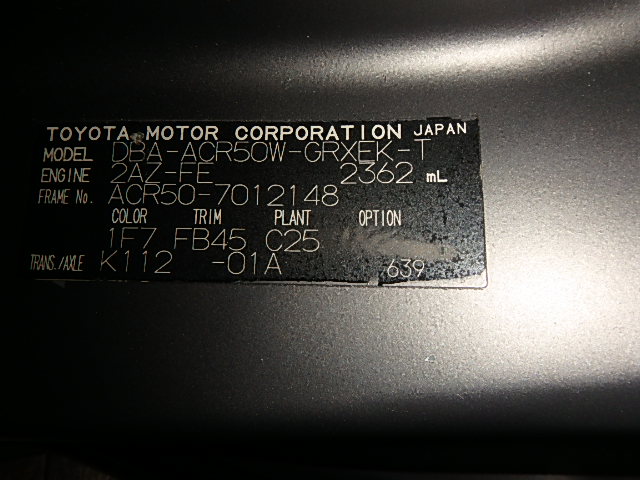 TOYOTA MOTOR CORPORATION JAPAN
MODEL DBA-ACR50W-GRXEK-T
ENGINE 2AZ-FE 2362 mL
FRAME No. ACR50-7012148
COLOR TRIM PLANT OPTION
1F7 FB45 C25
TRANS./AXLE K112 -01A 639